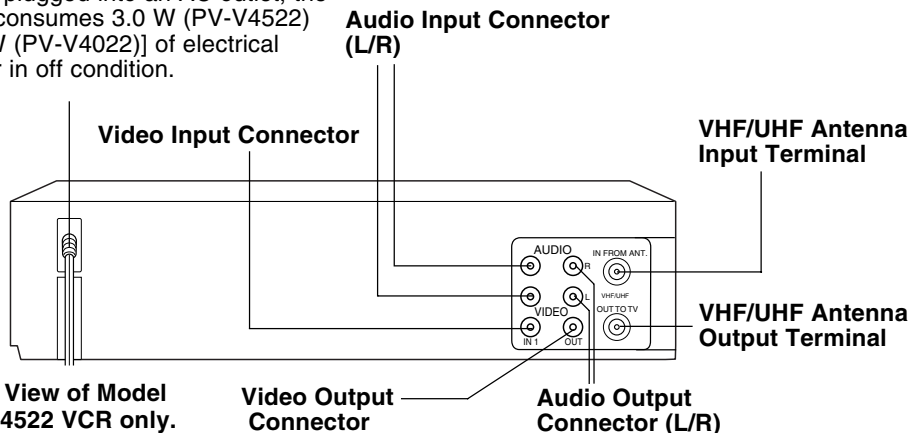 consumes 3.0 W (PV-V4522)
(PV-V4022)] of electrical
in off condition.
Audio Input Connector
(L/R)
Video Input Connector
VHF/UHF Antenna
Input Terminal
AUDIO
IN FROM ANT.
R
L
VHF/UHF
VIDEO
OUT TO TV
IN 1
OUT
VHF/UHF Antenna
Output Terminal
View of Model
4522 VCR only.
Video Output
Connector
Audio Output
Connector (L/R)